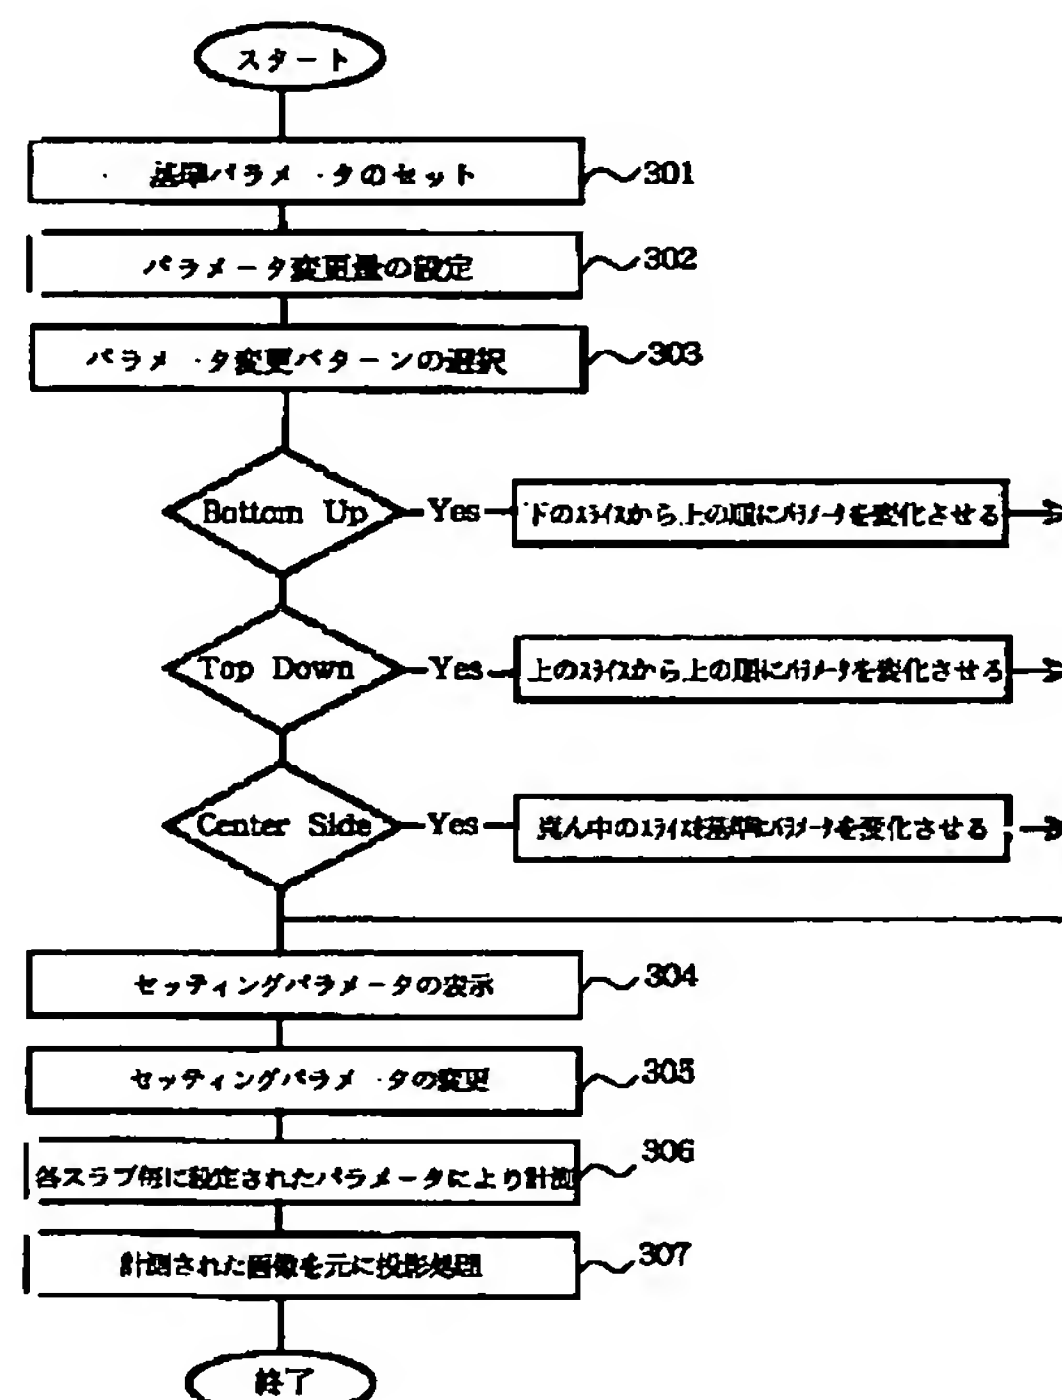 スタート
基準パラメータのセット 301
パラメータ変更量の設定 302
パラメータ変更パターンの選択 303
Bottom Up Yes 下のスライスから上の順にパラメータを変化させる
Top Down Yes 上のスライスから上の順にパラメータを変化させる
Center Side Yes 真ん中のスライスを基準にパラメータを変化させる
セッティングパラメータの表示 304
セッティングパラメータの変更 305
各スラブ毎に設定されたパラメータにより計測 306
計測された画像を元に投影処理 307
終了